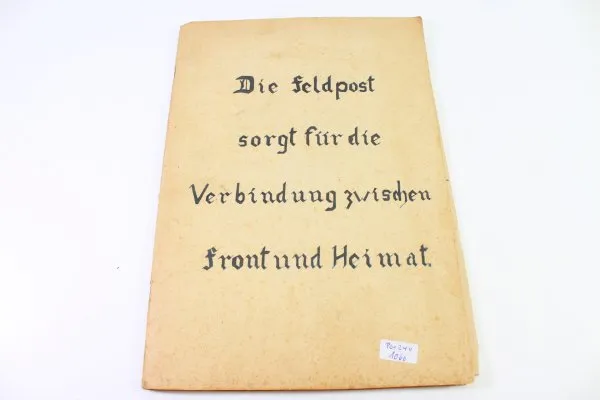 Die Feldpost
sorgt für die
Verbindung zwischen
Front und Heimat.